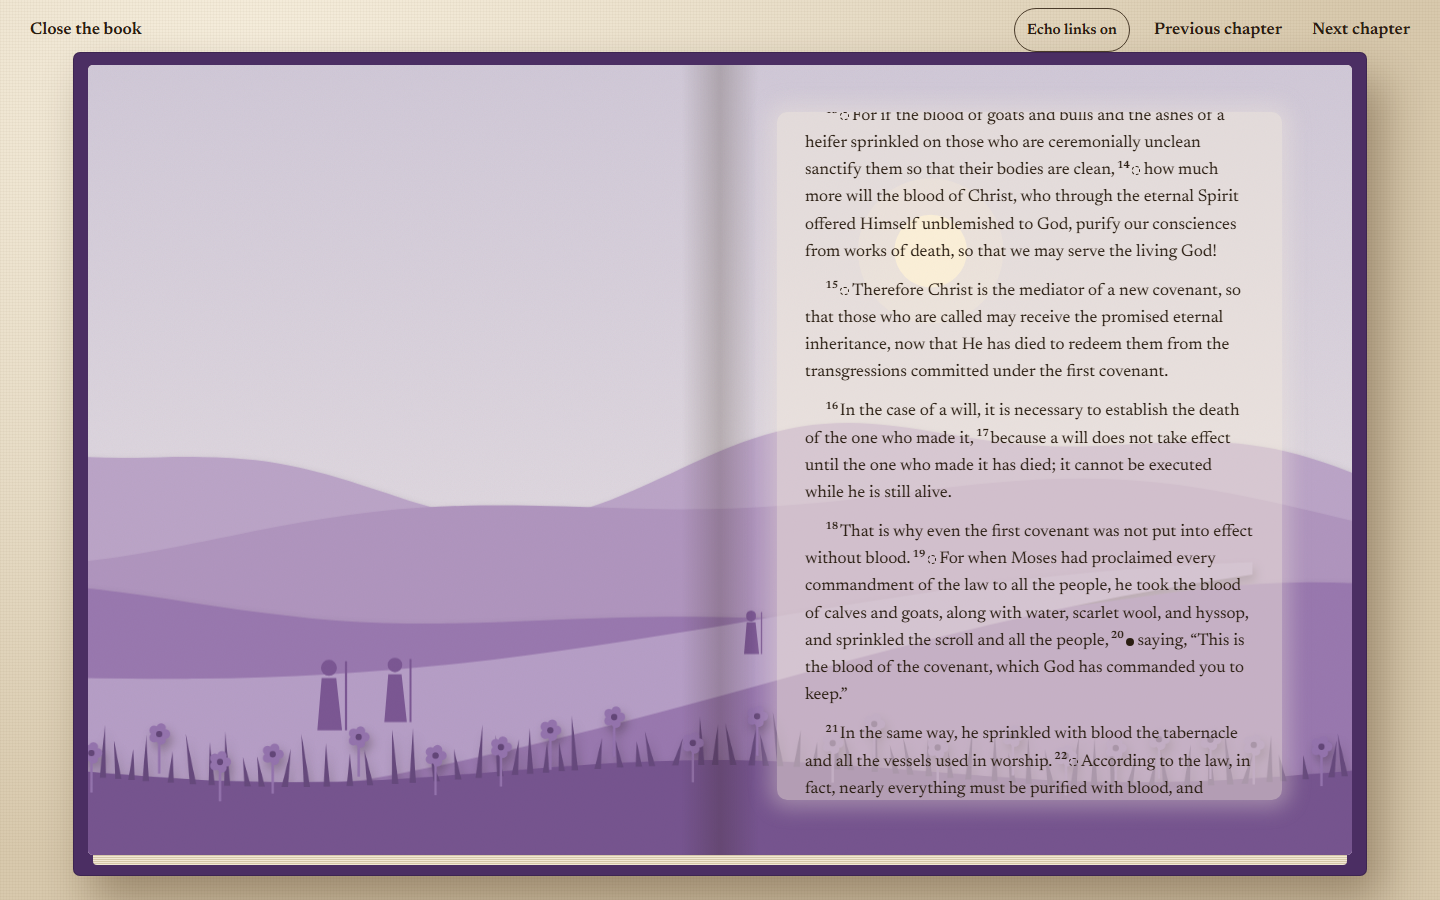 Close the book
Echo links on
Previous chapter
Next chapter
13 For if the blood of goats and bulls and the ashes of a
heifer sprinkled on those who are ceremonially unclean
sanctify them so that their bodies are clean, 14 how much
more will the blood of Christ, who through the eternal Spirit
offered Himself unblemished to God, purify our consciences
from works of death, so that we may serve the living God!
15 Therefore Christ is the mediator of a new covenant, so
that those who are called may receive the promised eternal
inheritance, now that He has died to redeem them from the
transgressions committed under the first covenant.
16 In the case of a will, it is necessary to establish the death
of the one who made it, 17 because a will does not take effect
until the one who made it has died; it cannot be executed
while he is still alive.
18 That is why even the first covenant was not put into effect
without blood. 19 For when Moses had proclaimed every
commandment of the law to all the people, he took the blood
of calves and goats, along with water, scarlet wool, and hyssop,
and sprinkled the scroll and all the people, 20 saying, “This is
the blood of the covenant, which God has commanded you to
keep.”
21 In the same way, he sprinkled with blood the tabernacle
and all the vessels used in worship. 22 According to the law, in
fact, nearly everything must be purified with blood, and